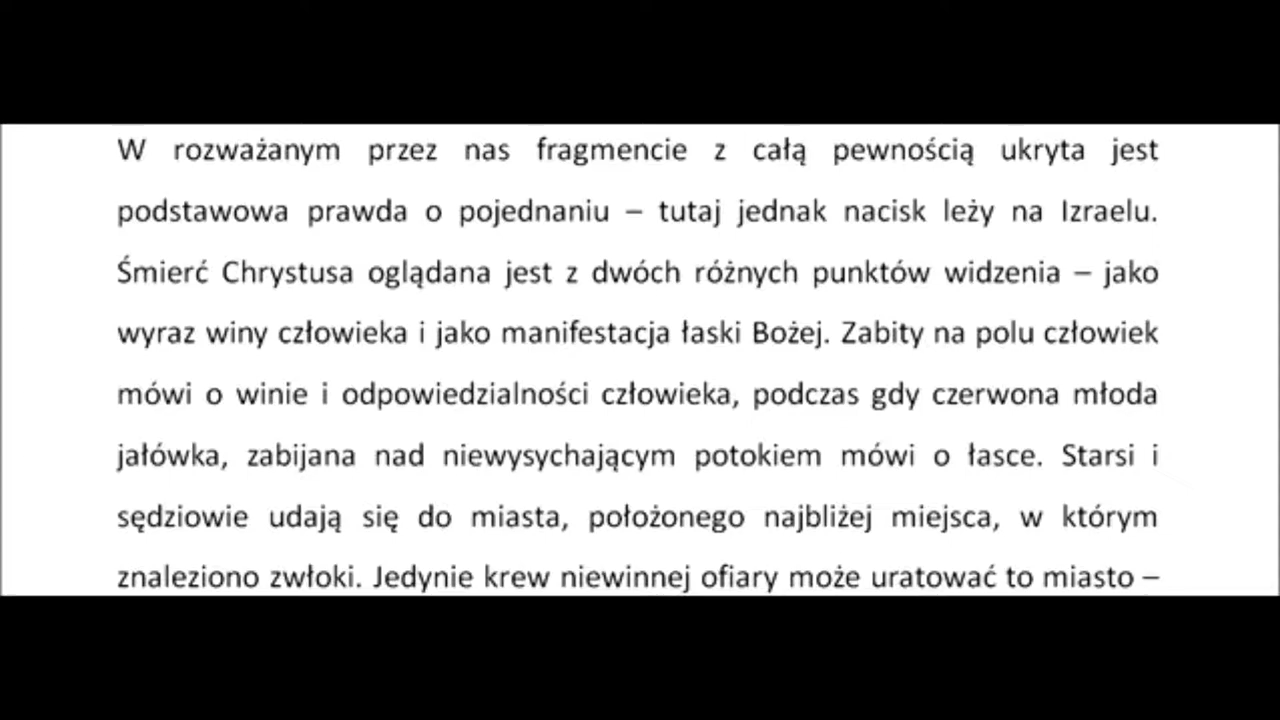 W rozważanym przez nas fragmencie z całą pewnością ukryta jest
podstawowa prawda o pojednaniu – tutaj jednak nacisk leży na Izraelu.
Śmierć Chrystusa oglądana jest z dwóch różnych punktów widzenia – jako
wyraz winy człowieka i jako manifestacja łaski Bożej. Zabity na polu człowiek
mówi o winie i odpowiedzialności człowieka, podczas gdy czerwona młoda
jałówka, zabijana nad niewysychającym potokiem mówi o łasce. Starsi i
sędziowie udają się do miasta, położonego najbliżej miejsca, w którym
znaleziono zwłoki. Jedynie krew niewinnej ofiary może uratować to miasto –